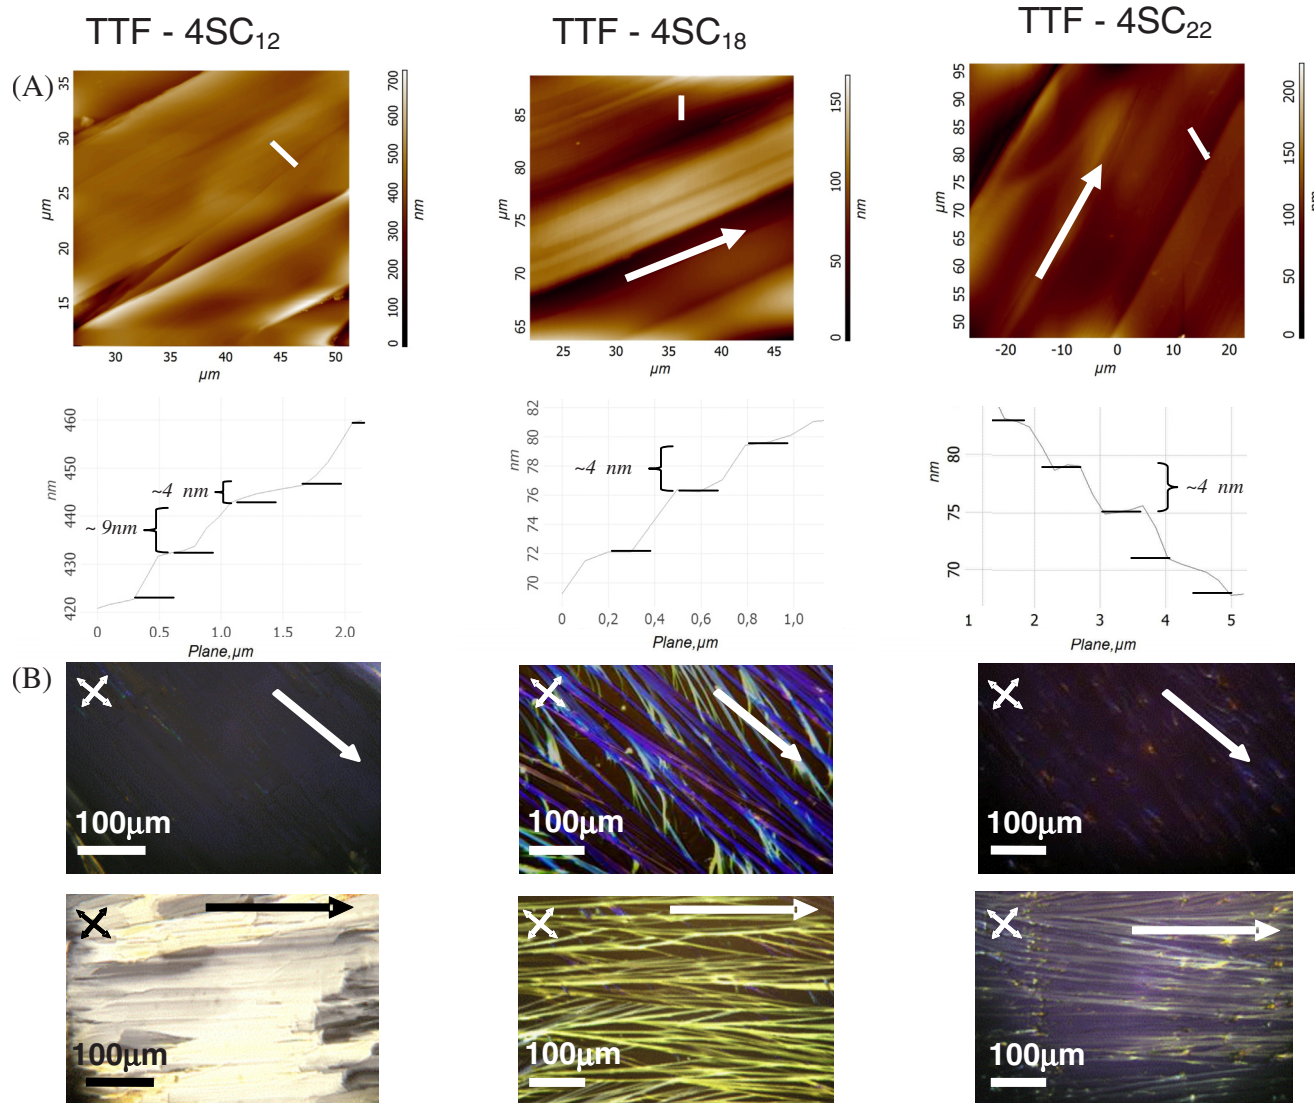 TTF - 4SC12
TTF - 4SC18
TTF - 4SC22
(A)
35
30
25
20
15
µm
30 35 40 45 50
µm
700
600
500
400
300
200
100
0
nm
85
80
75
70
65
µm
25 30 35 40 45
µm
150
100
50
0
nm
95
90
85
80
75
70
65
60
55
50
µm
-20 -10 0 10 20
µm
200
150
100
50
0
nm
460
450
440
430
420
nm
~4 nm
~ 9nm
0 0.5 1.0 1.5 2.0
Plane,µm
82
80
78
76
74
72
70
nm
~4 nm
0 0,2 0,4 0,6 0,8 1,0
Plane,µm
80
75
70
nm
~4 nm
1 2 3 4 5
Plane,µm
(B)
100µm
100µm
100µm
100µm
100µm
100µm